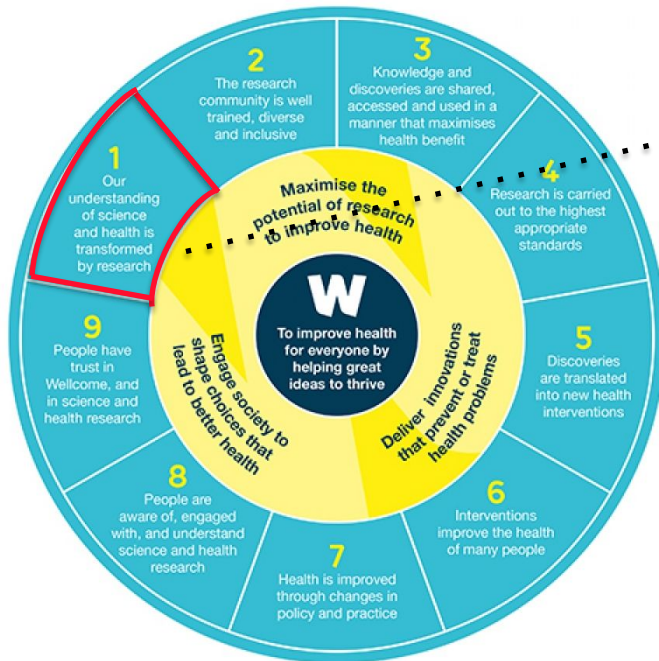 1
Our
understanding
of science
and health is
transformed
by research
2
The research
community is well
trained, diverse
and inclusive
3
Knowledge and
discoveries are shared,
accessed and used in a
manner that maximises
health benefit
4
Research is carried
out to the highest
appropriate
standards
5
Discoveries
are translated
into new health
interventions
6
Interventions
improve the health
of many people
7
Health is improved
through changes in
policy and practice
8
People are
aware of, engaged
with, and understand
science and health
research
9
People have
trust in
Wellcome, and
in science and
health research
Maximise the
potential of research
to improve health
Deliver innovations
that prevent or treat
health problems
Engage society to
shape choices that
lead to better health
W
To improve health
for everyone by
helping great
ideas to thrive